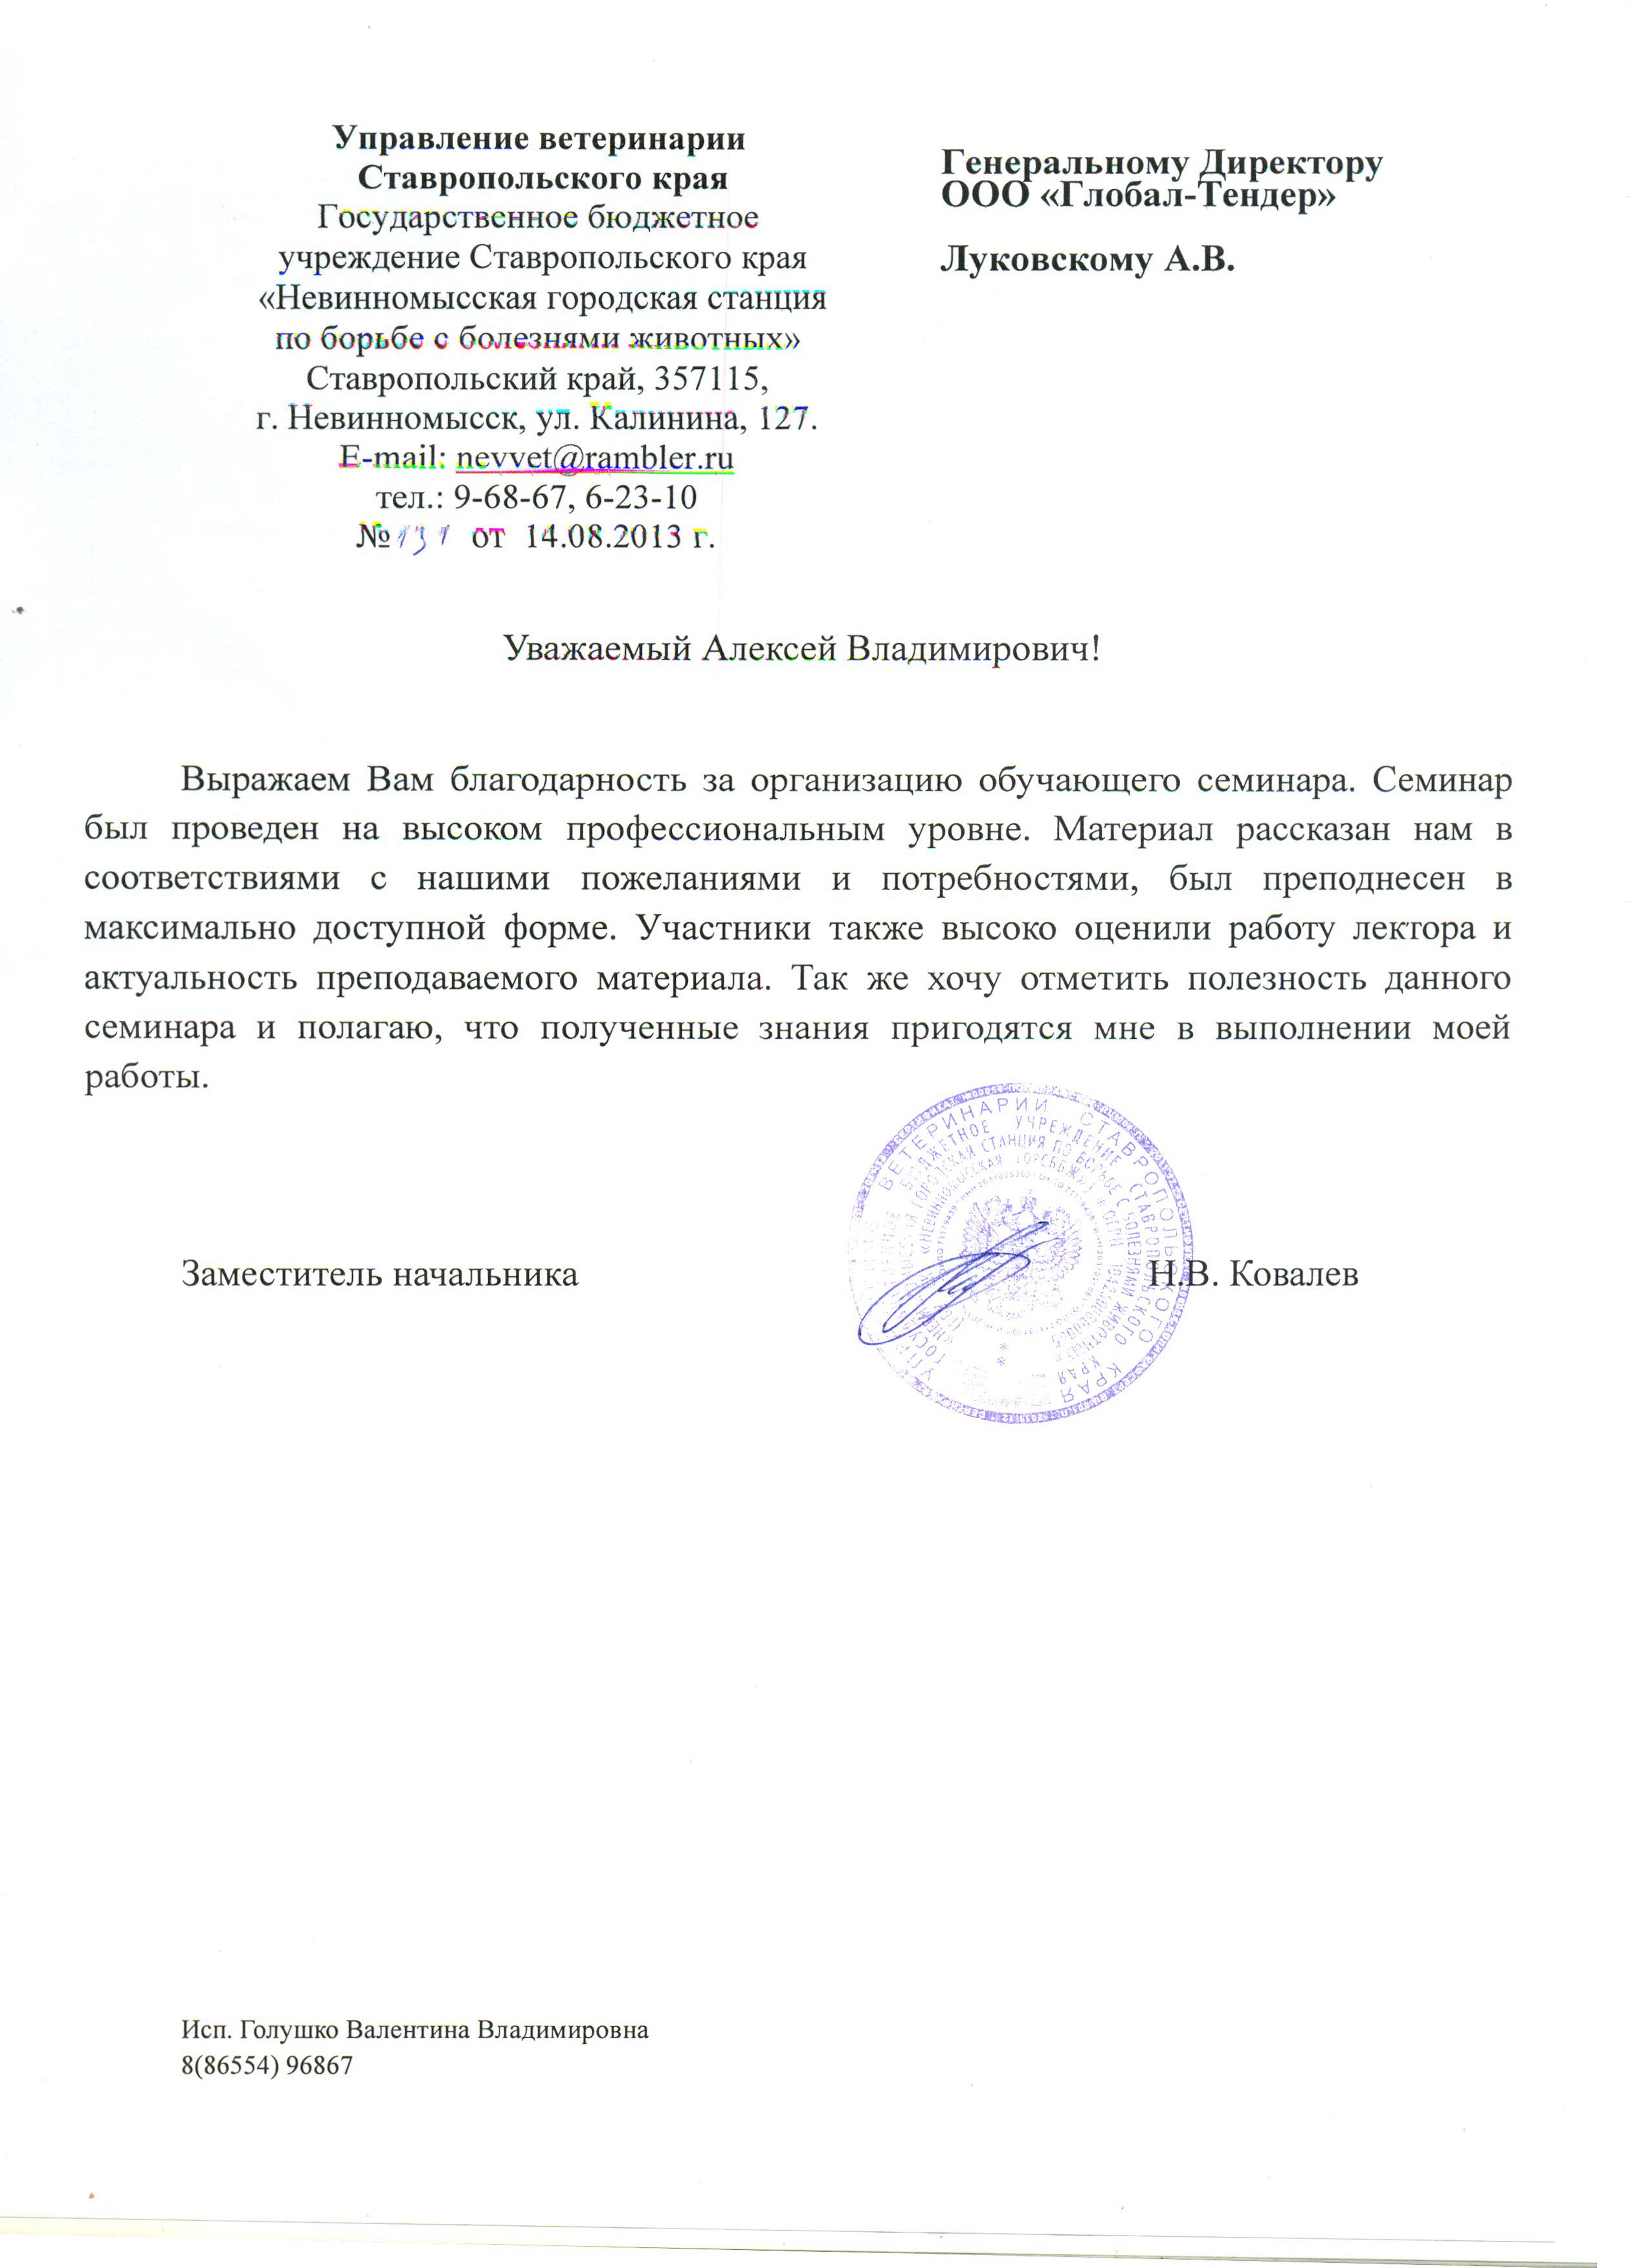 Управление ветеринарии
Ставропольского края
Государственное бюджетное
учреждение Ставропольского края
«Невинномысская городская станция
по борьбе с болезнями животных»
Ставропольский край, 357115,
г. Невинномысск, ул. Калинина, 127.
E-mail: nevvet@rambler.ru
тел.: 9-68-67, 6-23-10
№ 131 от 14.08.2013 г.
Генеральному Директору
ООО «Глобал-Тендер»
Луковскому А.В.
Уважаемый Алексей Владимирович!
Выражаем Вам благодарность за организацию обучающего семинара. Семинар
был проведен на высоком профессиональным уровне. Материал рассказан нам в
соответствиями с нашими пожеланиями и потребностями, был преподнесен в
максимально доступной форме. Участники также высоко оценили работу лектора и
актуальность преподаваемого материала. Так же хочу отметить полезность данного
семинара и полагаю, что полученные знания пригодятся мне в выполнении моей
работы.
ВЕТЕРИНАРИИ СТАВРОПОЛЬСКОГО КРАЯ
БЮДЖЕТНОЕ УЧРЕЖДЕНИЕ СТАВРОПОЛЬСКОГО КРАЯ
ГОРОДСКАЯ СТАНЦИЯ ПО БОРЬБЕ С БОЛЕЗНЯМИ ЖИВОТНЫХ»
Заместитель начальника
Н.В. Ковалев
Исп. Голушко Валентина Владимировна
8(86554) 96867